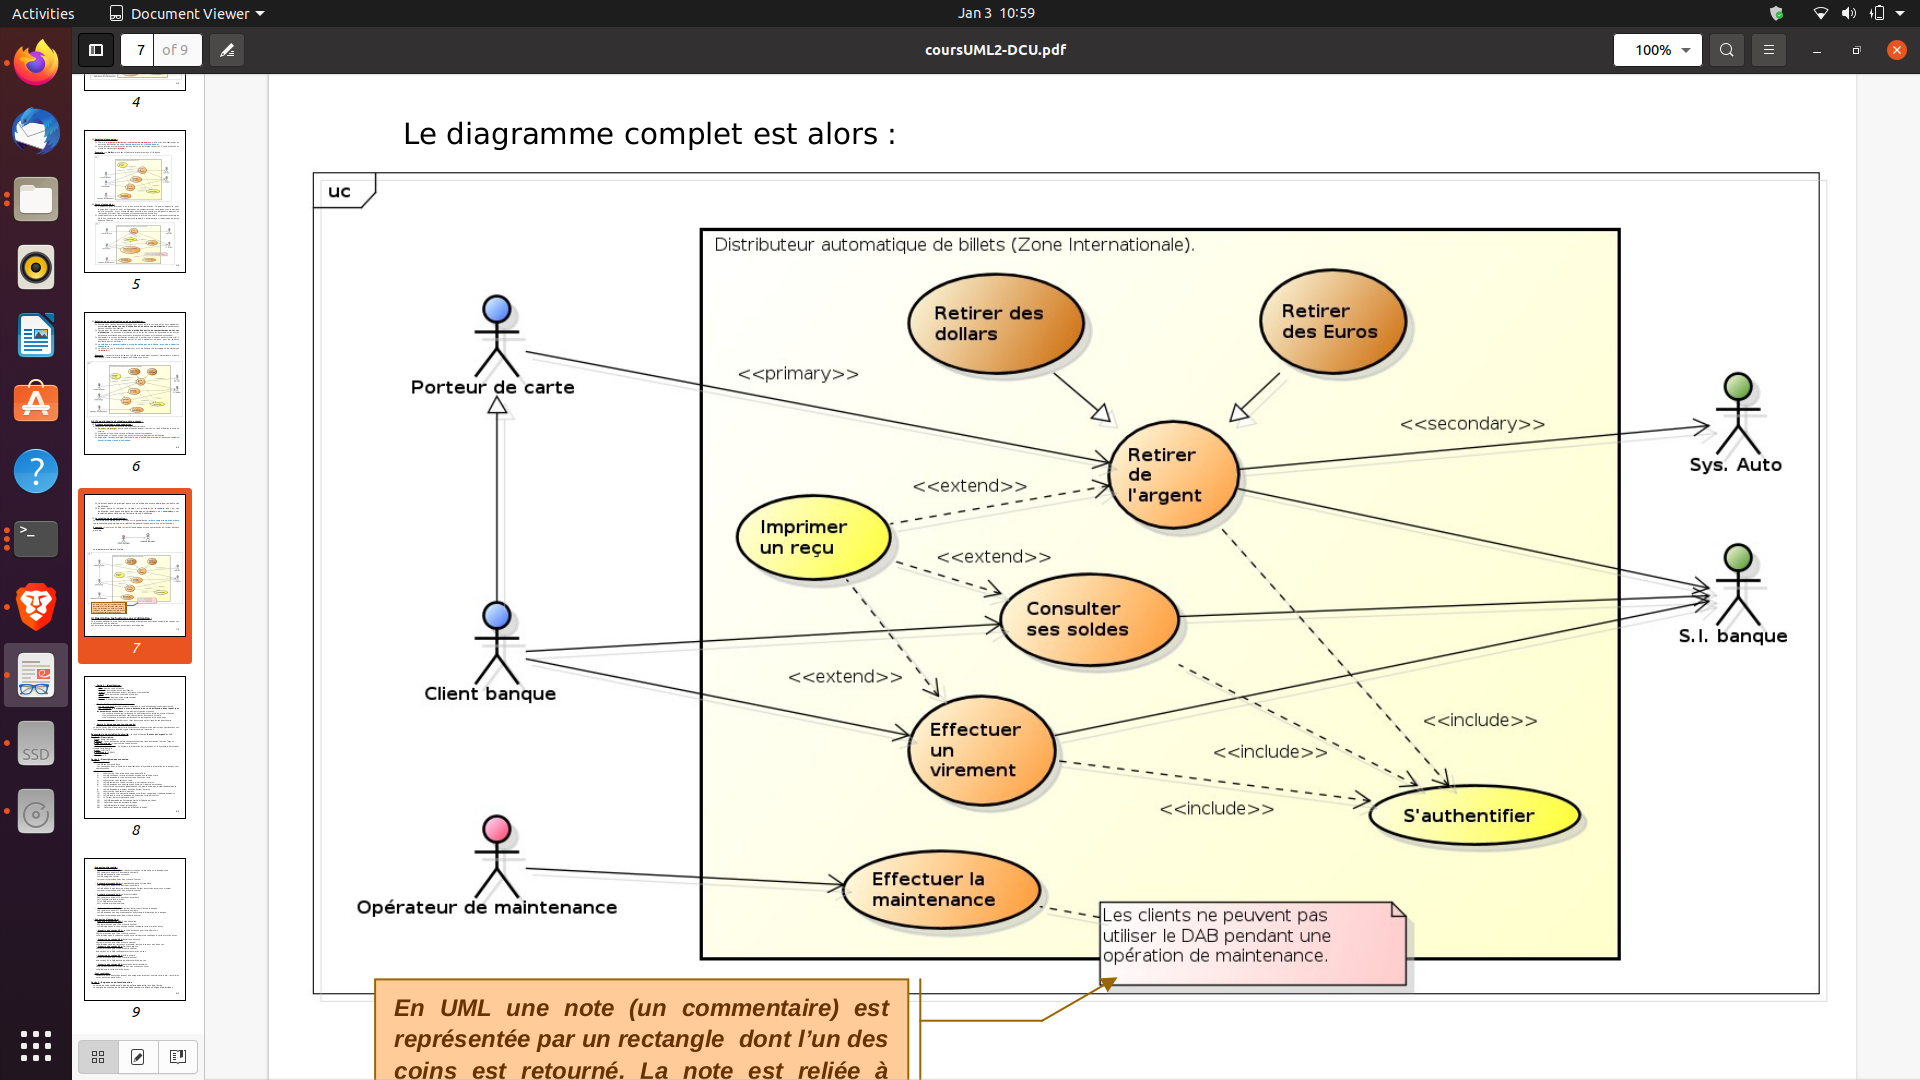 Activities
Document Viewer
Jan 3 10:59
7
of 9
coursUML2-DCU.pdf
100%
4
5
6
7
8
9
>_
SSD
Le diagramme complet est alors :
uc
Distributeur automatique de billets (Zone Internationale).
Retirer des
dollars
Retirer
des Euros
Porteur de carte
<<primary>>
<<secondary>>
Sys. Auto
Retirer
de
l'argent
<<extend>>
Imprimer
un reçu
<<extend>>
Consulter
ses soldes
S.I. banque
Client banque
<<extend>>
Effectuer
un
virement
<<include>>
<<include>>
<<include>>
S'authentifier
Opérateur de maintenance
Effectuer la
maintenance
Les clients ne peuvent pas
utiliser le DAB pendant une
opération de maintenance.
En UML une note (un commentaire) est
représentée par un rectangle dont l’un des
coins est retourné. La note est reliée à